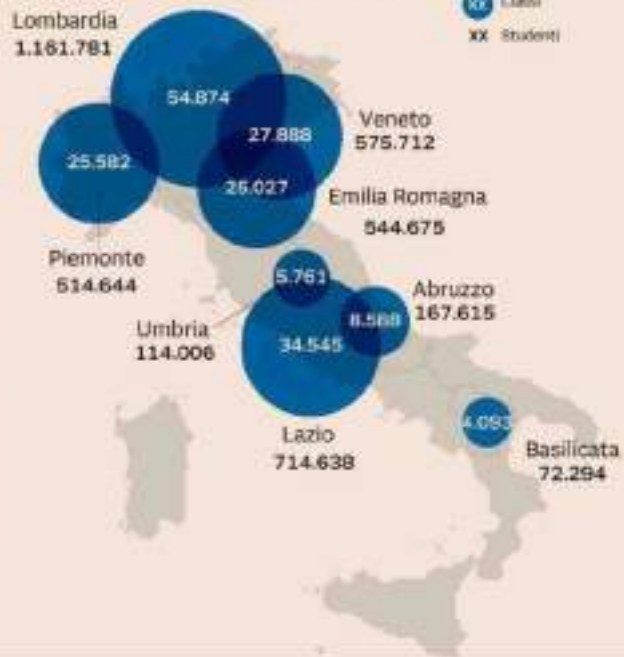 XX Classi
XX Studenti
Lombardia
1.161.781
54.874
Veneto
575.712
27.888
25.582
25.027
Emilia Romagna
544.675
Piemonte
514.644
5.761
Abruzzo
167.615
8.588
Umbria
114.006
34.545
Lazio
714.638
4.093
Basilicata
72.294